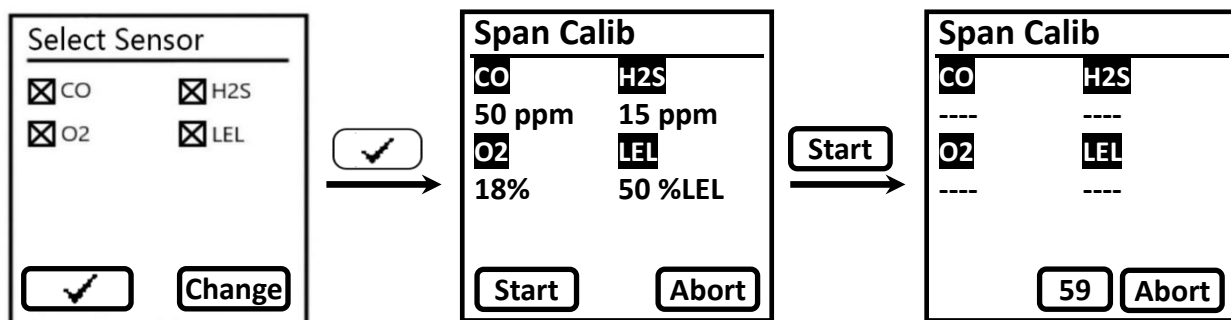 Select Sensor
CO H2S
O2 LEL
Change
Span Calib
CO H2S
50 ppm 15 ppm
O2 LEL
18% 50 %LEL
Start Abort
Start
Span Calib
CO H2S
---- ----
O2 LEL
---- ----
59 Abort